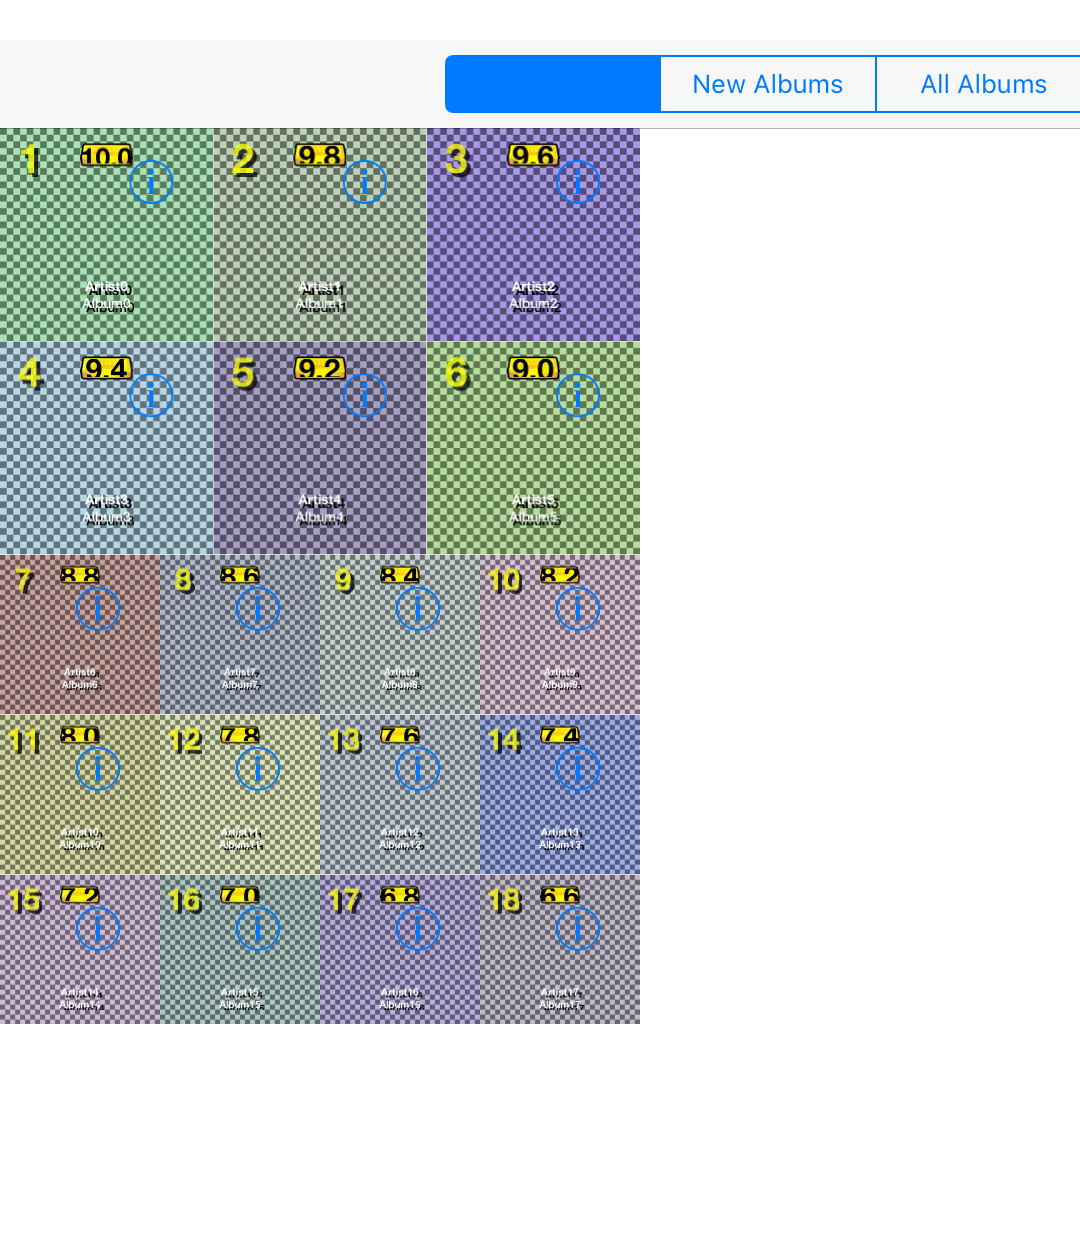 New Albums All Albums
1 10.0 2 9.8 3 9.6
Artist0 Artist1 Artist2
Album0 Album1 Album2
4 9.4 5 9.2 6 9.0
Artist3 Artist4 Artist5
Album3 Album4 Album5
7 8.8 8 8.6 9 8.4 10 8.2
Artist6 Artist7 Artist8 Artist9
Album6 Album7 Album8 Album9
11 8.0 12 7.8 13 7.6 14 7.4
Artist10 Artist11 Artist12 Artist13
Album10 Album11 Album12 Album13
15 7.2 16 7.0 17 6.8 18 6.6
Artist14 Artist15 Artist16 Artist17
Album14 Album15 Album16 Album17